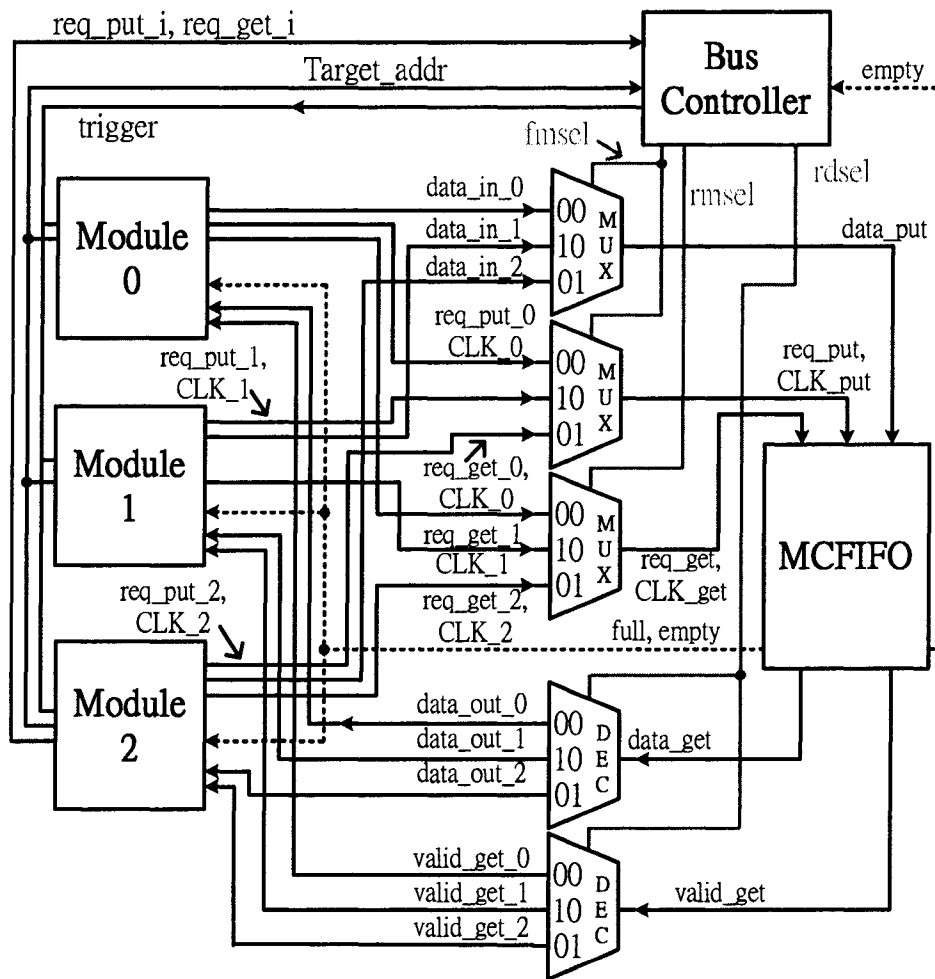 req_put_i, req_get_i
Bus
Controller
Target_addr
empty
trigger
fmsel
rmsel
rdsel
Module
0
data_in_0
data_in_1
data_in_2
00
10
01
MUX
data_put
req_put_0
CLK_0
00
10
01
MUX
req_put,
CLK_put
req_put_1,
CLK_1
Module
1
req_get_0,
CLK_0
req_get_1
CLK_1
req_get_2,
CLK_2
00
10
01
MUX
req_get,
CLK_get
MCFIFO
req_put_2,
CLK_2
full, empty
Module
2
data_out_0
data_out_1
data_out_2
00
10
01
DEC
data_get
valid_get_0
valid_get_1
valid_get_2
00
10
01
DEC
valid_get